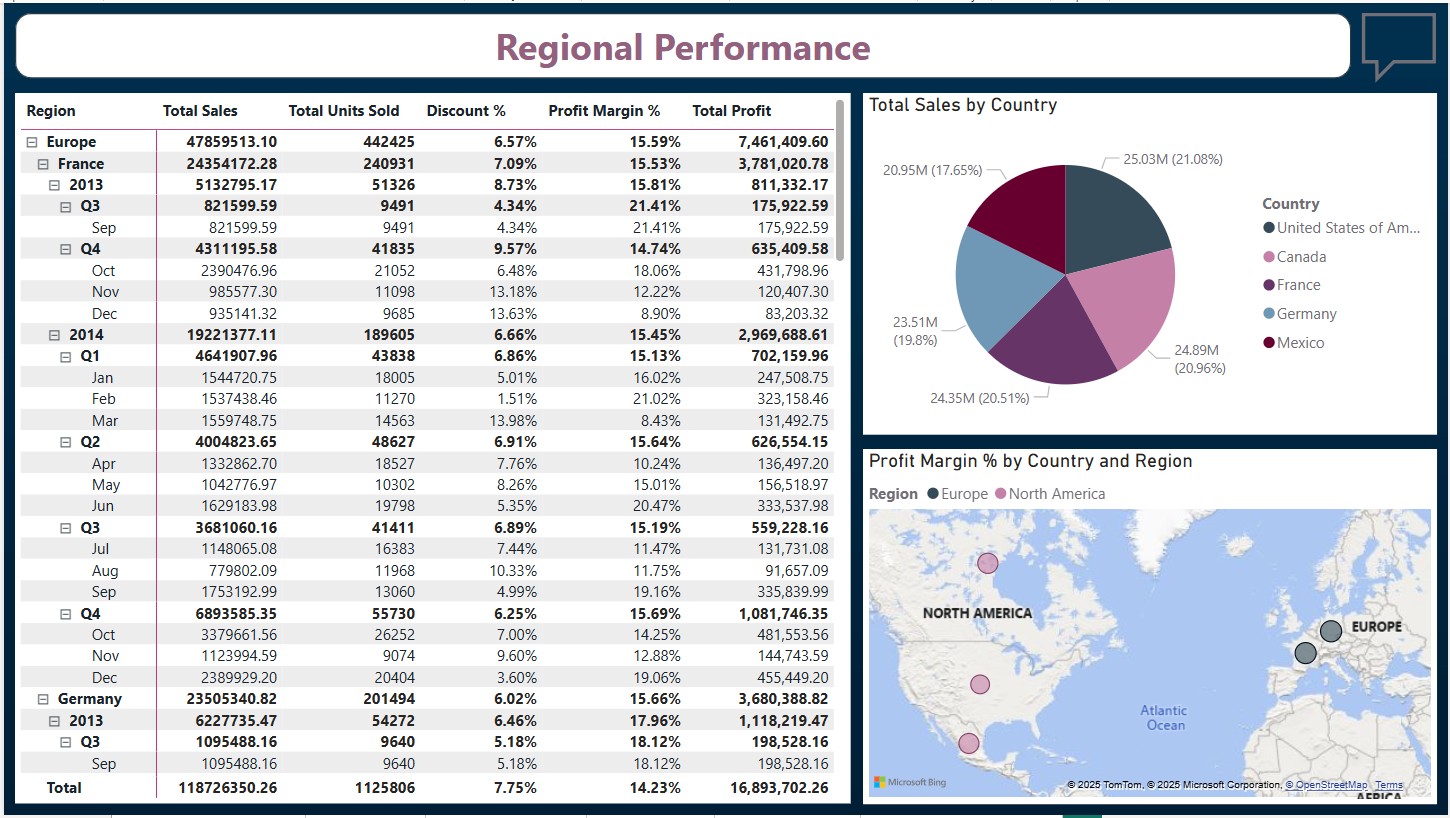 Regional Performance
Region Total Sales Total Units Sold Discount % Profit Margin % Total Profit
Europe 47859513.10 442425 6.57% 15.59% 7,461,409.60
France 24354172.28 240931 7.09% 15.53% 3,781,020.78
2013 5132795.17 51326 8.73% 15.81% 811,332.17
Q3 821599.59 9491 4.34% 21.41% 175,922.59
Sep 821599.59 9491 4.34% 21.41% 175,922.59
Q4 4311195.58 41835 9.57% 14.74% 635,409.58
Oct 2390476.96 21052 6.48% 18.06% 431,798.96
Nov 985577.30 11098 13.18% 12.22% 120,407.30
Dec 935141.32 9685 13.63% 8.90% 83,203.32
2014 19221377.11 189605 6.66% 15.45% 2,969,688.61
Q1 4641907.96 43838 6.86% 15.13% 702,159.96
Jan 1544720.75 18005 5.01% 16.02% 247,508.75
Feb 1537438.46 11270 1.51% 21.02% 323,158.46
Mar 1559748.75 14563 13.98% 8.43% 131,492.75
Q2 4004823.65 48627 6.91% 15.64% 626,554.15
Apr 1332862.70 18527 7.76% 10.24% 136,497.20
May 1042776.97 10302 8.26% 15.01% 156,518.97
Jun 1629183.98 19798 5.35% 20.47% 333,537.98
Q3 3681060.16 41411 6.89% 15.19% 559,228.16
Jul 1148065.08 16383 7.44% 11.47% 131,731.08
Aug 779802.09 11968 10.33% 11.75% 91,657.09
Sep 1753192.99 13060 4.99% 19.16% 335,839.99
Q4 6893585.35 55730 6.25% 15.69% 1,081,746.35
Oct 3379661.56 26252 7.00% 14.25% 481,553.56
Nov 1123994.59 9074 9.60% 12.88% 144,743.59
Dec 2389929.20 20404 3.60% 19.06% 455,449.20
Germany 23505340.82 201494 6.02% 15.66% 3,680,388.82
2013 6227735.47 54272 6.46% 17.96% 1,118,219.47
Q3 1095488.16 9640 5.18% 18.12% 198,528.16
Sep 1095488.16 9640 5.18% 18.12% 198,528.16
Total 118726350.26 1125806 7.75% 14.23% 16,893,702.26
Total Sales by Country
25.03M (21.08%)
20.95M (17.65%)
23.51M
(19.8%)
24.89M
(20.96%)
24.35M (20.51%)
Country
United States of Am...
Canada
France
Germany
Mexico
Profit Margin % by Country and Region
Region Europe North America
NORTH AMERICA
EUROPE
Atlantic
Ocean
Microsoft Bing
© 2025 TomTom, © 2025 Microsoft Corporation, © OpenStreetMap Terms
AFRICA